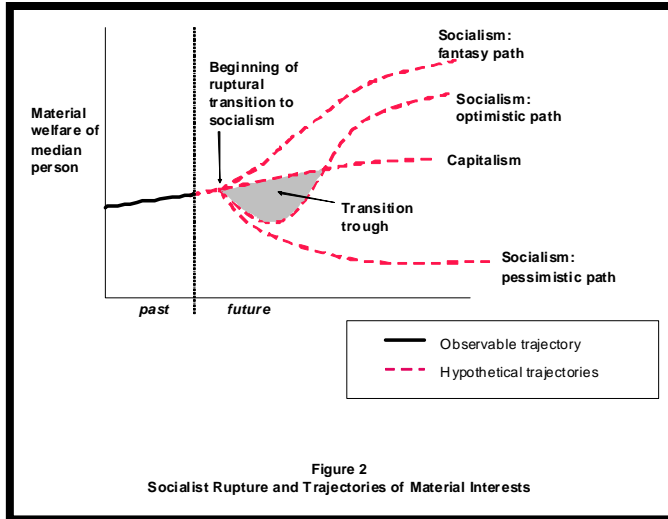 Socialism:
fantasy path
Beginning of
ruptural
transition to
socialism
Material
welfare of
median
person
Socialism:
optimistic path
Capitalism
Transition
trough
Socialism:
pessimistic path
past
future
Observable trajectory
Hypothetical trajectories
Figure 2
Socialist Rupture and Trajectories of Material Interests